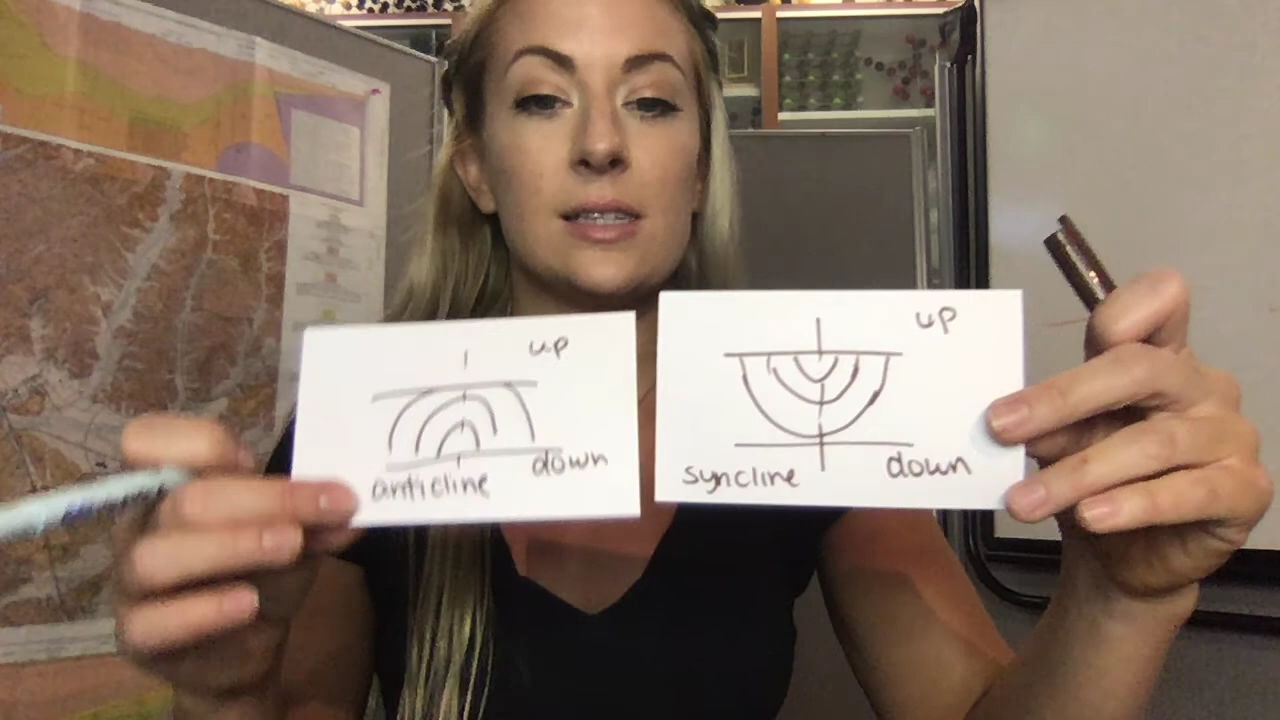 up
down
anticline
up
syncline down